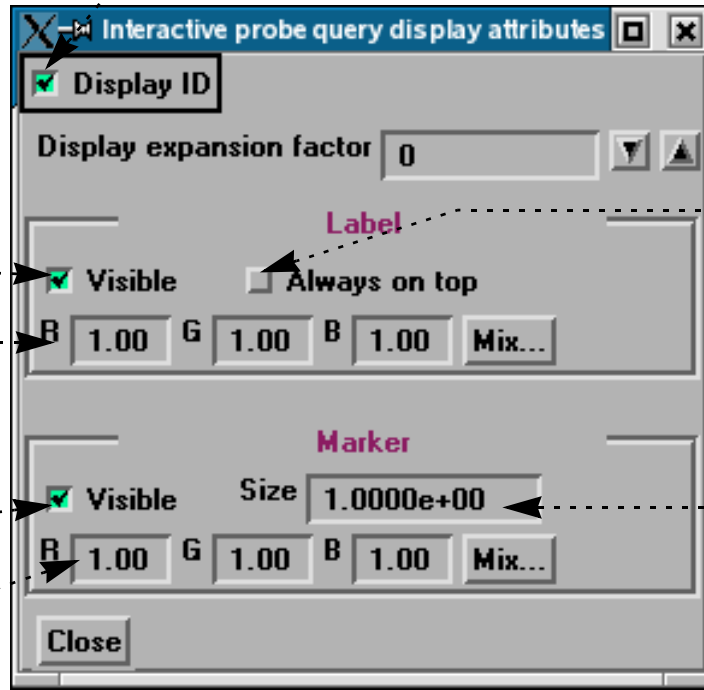 Interactive probe query display attributes
Display ID
Display expansion factor 0
Label
Visible Always on top
R 1.00 G 1.00 B 1.00 Mix...
Marker
Visible Size 1.0000e+00
R 1.00 G 1.00 B 1.00 Mix...
Close